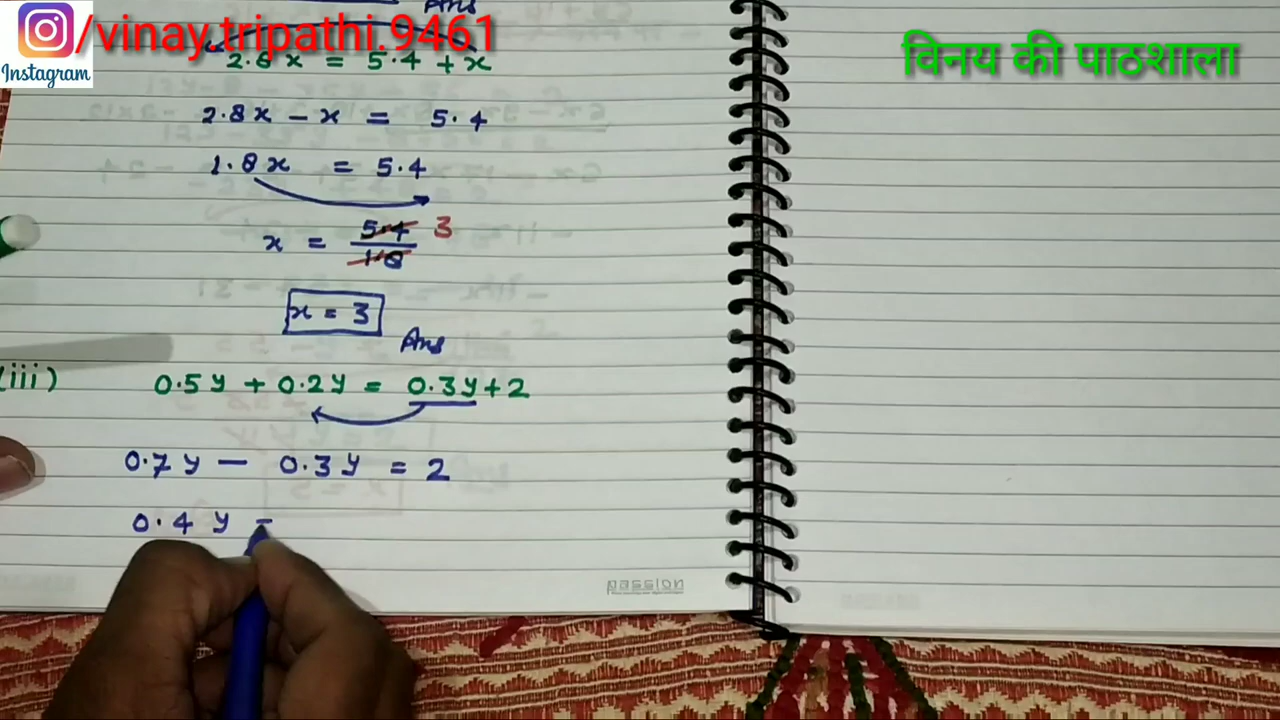 Ans
/vinay.tripathi.9461
Instagram
विनय की पाठशाला
2.8x = 5.4 + x
2.8x - x = 5.4
1.8x = 5.4
x = 5.4/1.8 3
x = 3
Ans
(iii) 0.5y + 0.2y = 0.3y + 2
0.7y - 0.3y = 2
0.4y =